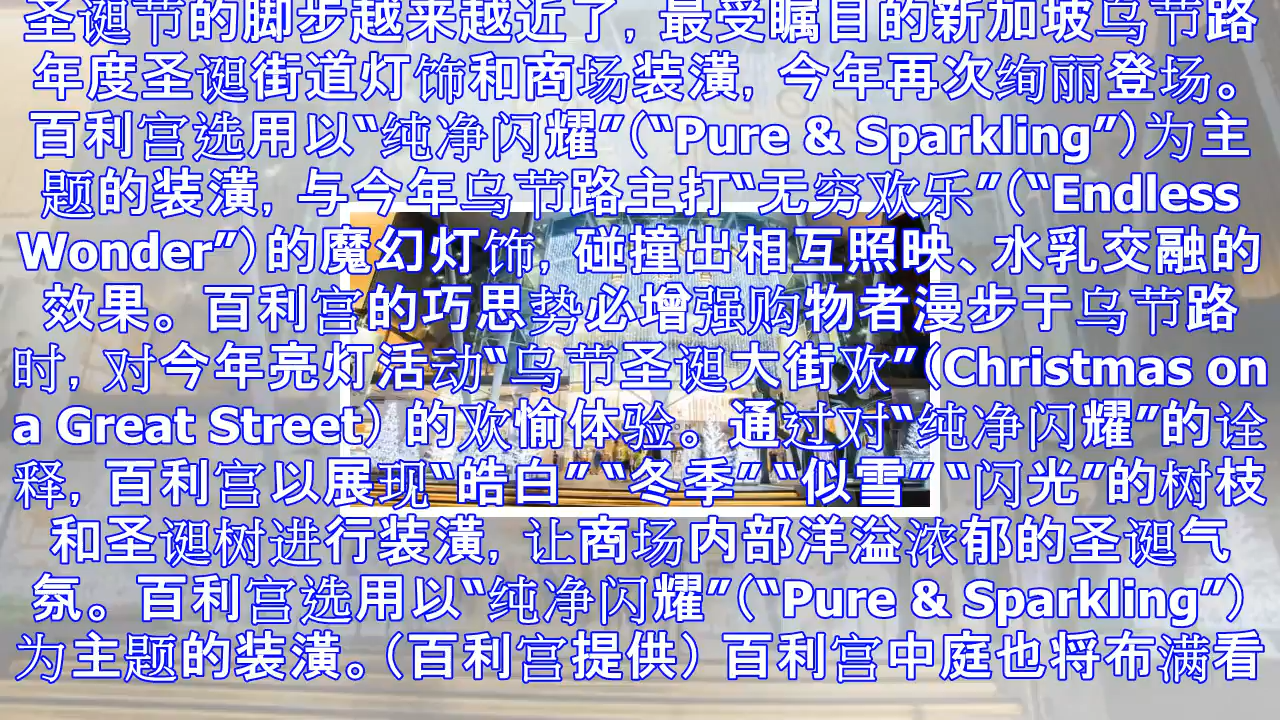 圣诞节的脚步越来越近了，最受瞩目的新加坡乌节路
年度圣诞街道灯饰和商场装潢，今年再次绚丽登场。
百利宫选用以“纯净闪耀”（“Pure & Sparkling”）为主
题的装潢，与今年乌节路主打“无穷欢乐”（“Endless
Wonder”）的魔幻灯饰，碰撞出相互照映、水乳交融的
效果。百利宫的巧思势必增强购物者漫步于乌节路
时，对今年亮灯活动“乌节圣诞大街欢”（Christmas on
a Great Street）的欢愉体验。通过对“纯净闪耀”的诠
释，百利宫以展现“皓白”“冬季”“似雪”“闪光”的树枝
和圣诞树进行装潢，让商场内部洋溢浓郁的圣诞气
氛。百利宫选用以“纯净闪耀”（“Pure & Sparkling”）
为主题的装潢。（百利宫提供）百利宫中庭也将布满看